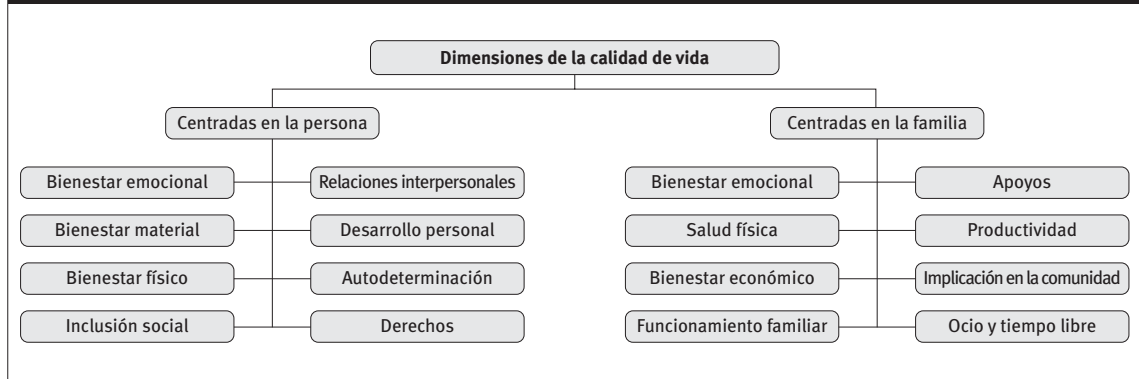 Dimensiones de la calidad de vida
Centradas en la persona
Centradas en la familia
Bienestar emocional
Relaciones interpersonales
Bienestar material
Desarrollo personal
Bienestar físico
Autodeterminación
Inclusión social
Derechos
Bienestar emocional
Apoyos
Salud física
Productividad
Bienestar económico
Implicación en la comunidad
Funcionamiento familiar
Ocio y tiempo libre